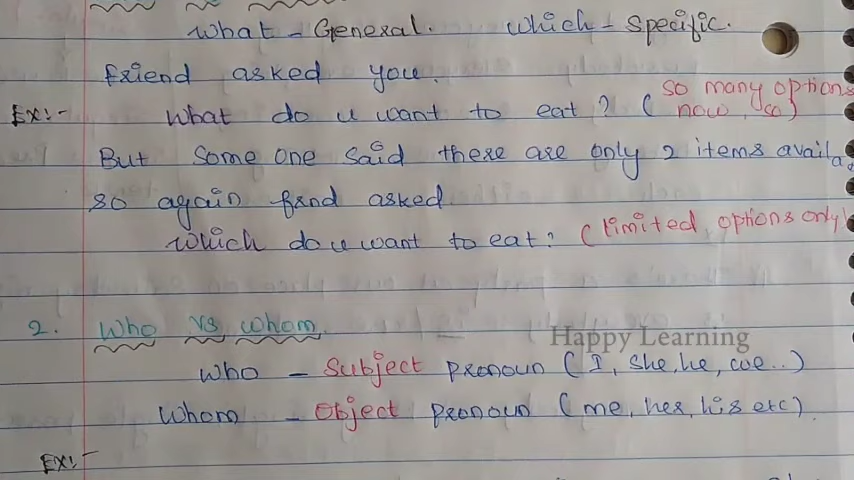 What - General. Which - Specific.
friend asked you.
Ex:- What do u want to eat? (so many options now, so)
But some one said there are only 2 items availa
so again frnd asked
which do u want to eat? (limited options only)
2. Who vs whom.
Happy Learning
Who - Subject pronoun (I, she, he, we..)
Whom - Object pronoun (me, her, his etc).
Ex:-